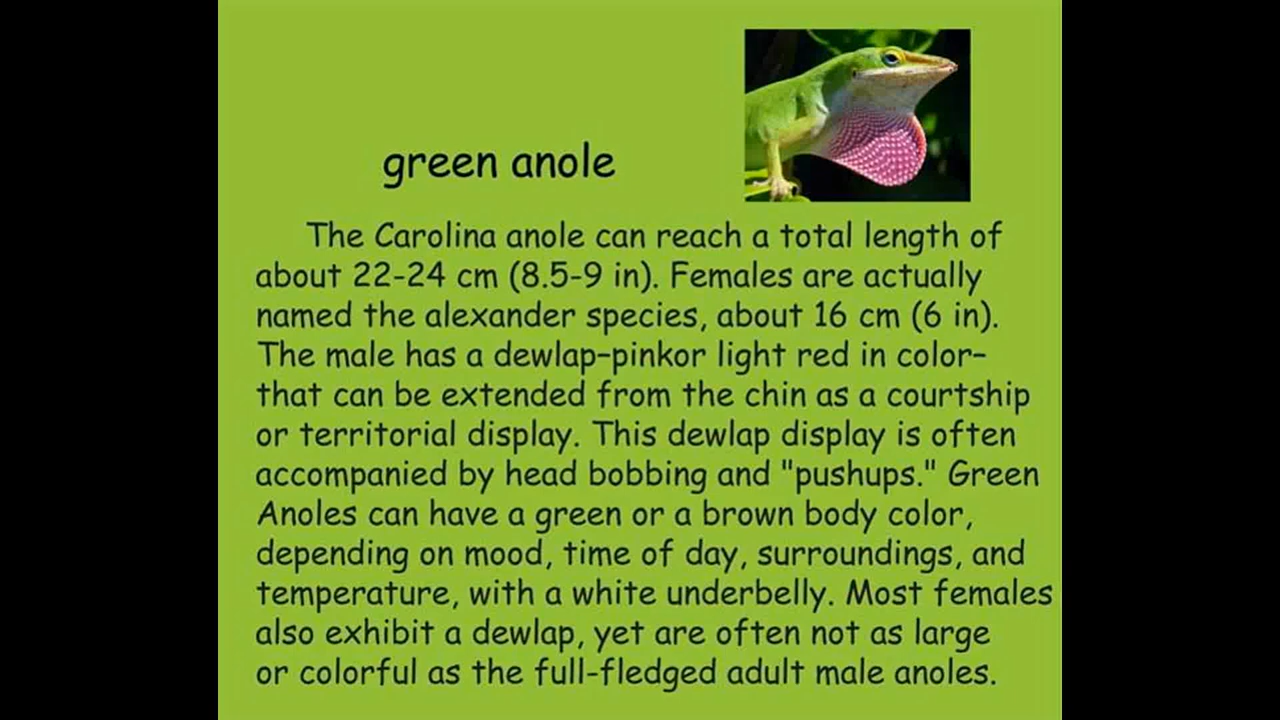 green anole
The Carolina anole can reach a total length of
about 22-24 cm (8.5-9 in). Females are actually
named the alexander species, about 16 cm (6 in).
The male has a dewlap–pinkor light red in color–
that can be extended from the chin as a courtship
or territorial display. This dewlap display is often
accompanied by head bobbing and "pushups." Green
Anoles can have a green or a brown body color,
depending on mood, time of day, surroundings, and
temperature, with a white underbelly. Most females
also exhibit a dewlap, yet are often not as large
or colorful as the full-fledged adult male anoles.